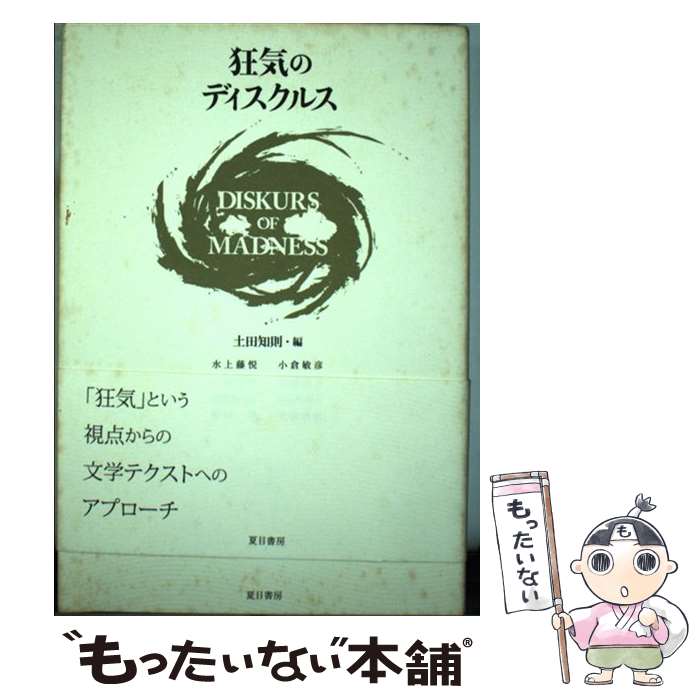 狂気の
ディスクルス
DISKURS
OF
MADNESS
土田知則・編
水上藤悦 小倉敏彦
「狂気」という
視点からの
文学テクストへの
アプローチ
夏目書房
夏目書房
も
もったいない
"もったいない本舗®